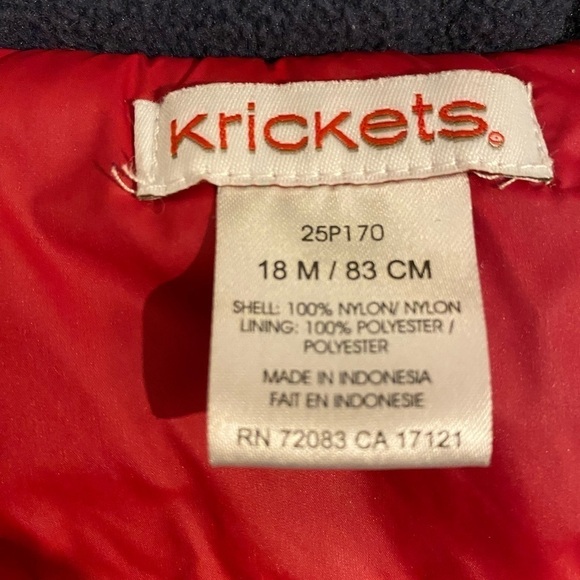 Krickets®
25P170
18 M / 83 CM
SHELL: 100% NYLON/ NYLON
LINING: 100% POLYESTER /
POLYESTER
MADE IN INDONESIA
FAIT EN INDONESIE
RN 72083 CA 17121